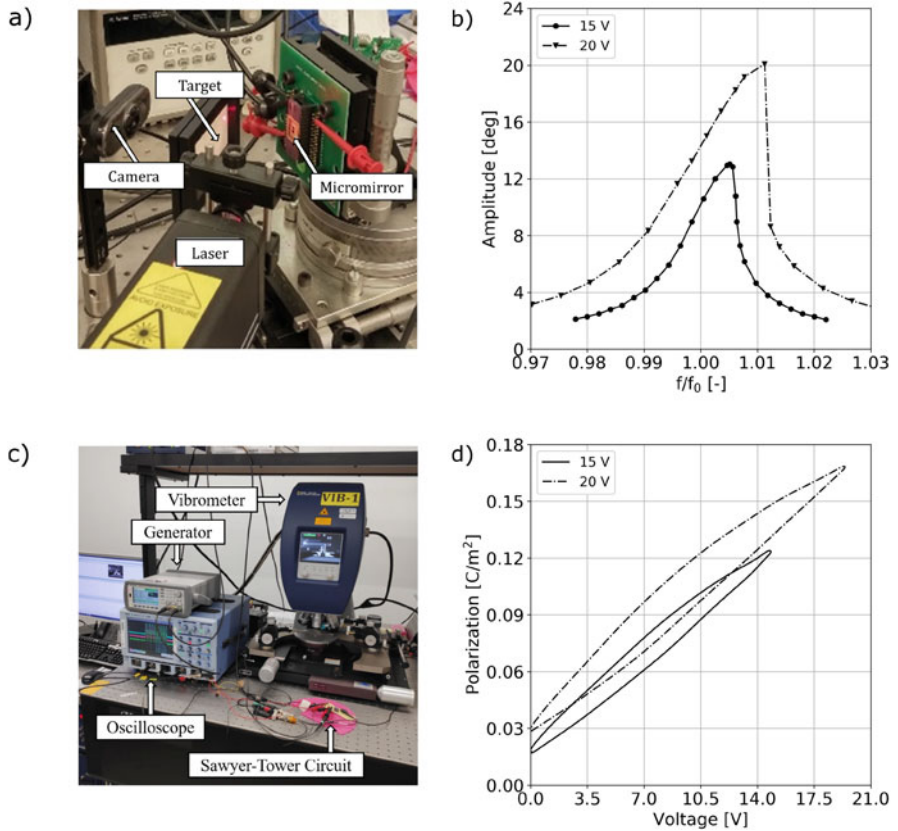 a)
Target
Camera
Micromirror
Laser
AVOID EXPOSURE
b)
15 V
20 V
Amplitude [deg]
24
20
16
12
8
4
0
0.97 0.98 0.99 1.00 1.01 1.02 1.03
f/f₀ [-]
c)
Vibrometer
VIB-1
Generator
Oscilloscope
Sawyer-Tower Circuit
d)
15 V
20 V
Polarization [C/m²]
0.18
0.15
0.12
0.09
0.06
0.03
0.00
0.0 3.5 7.0 10.5 14.0 17.5 21.0
Voltage [V]